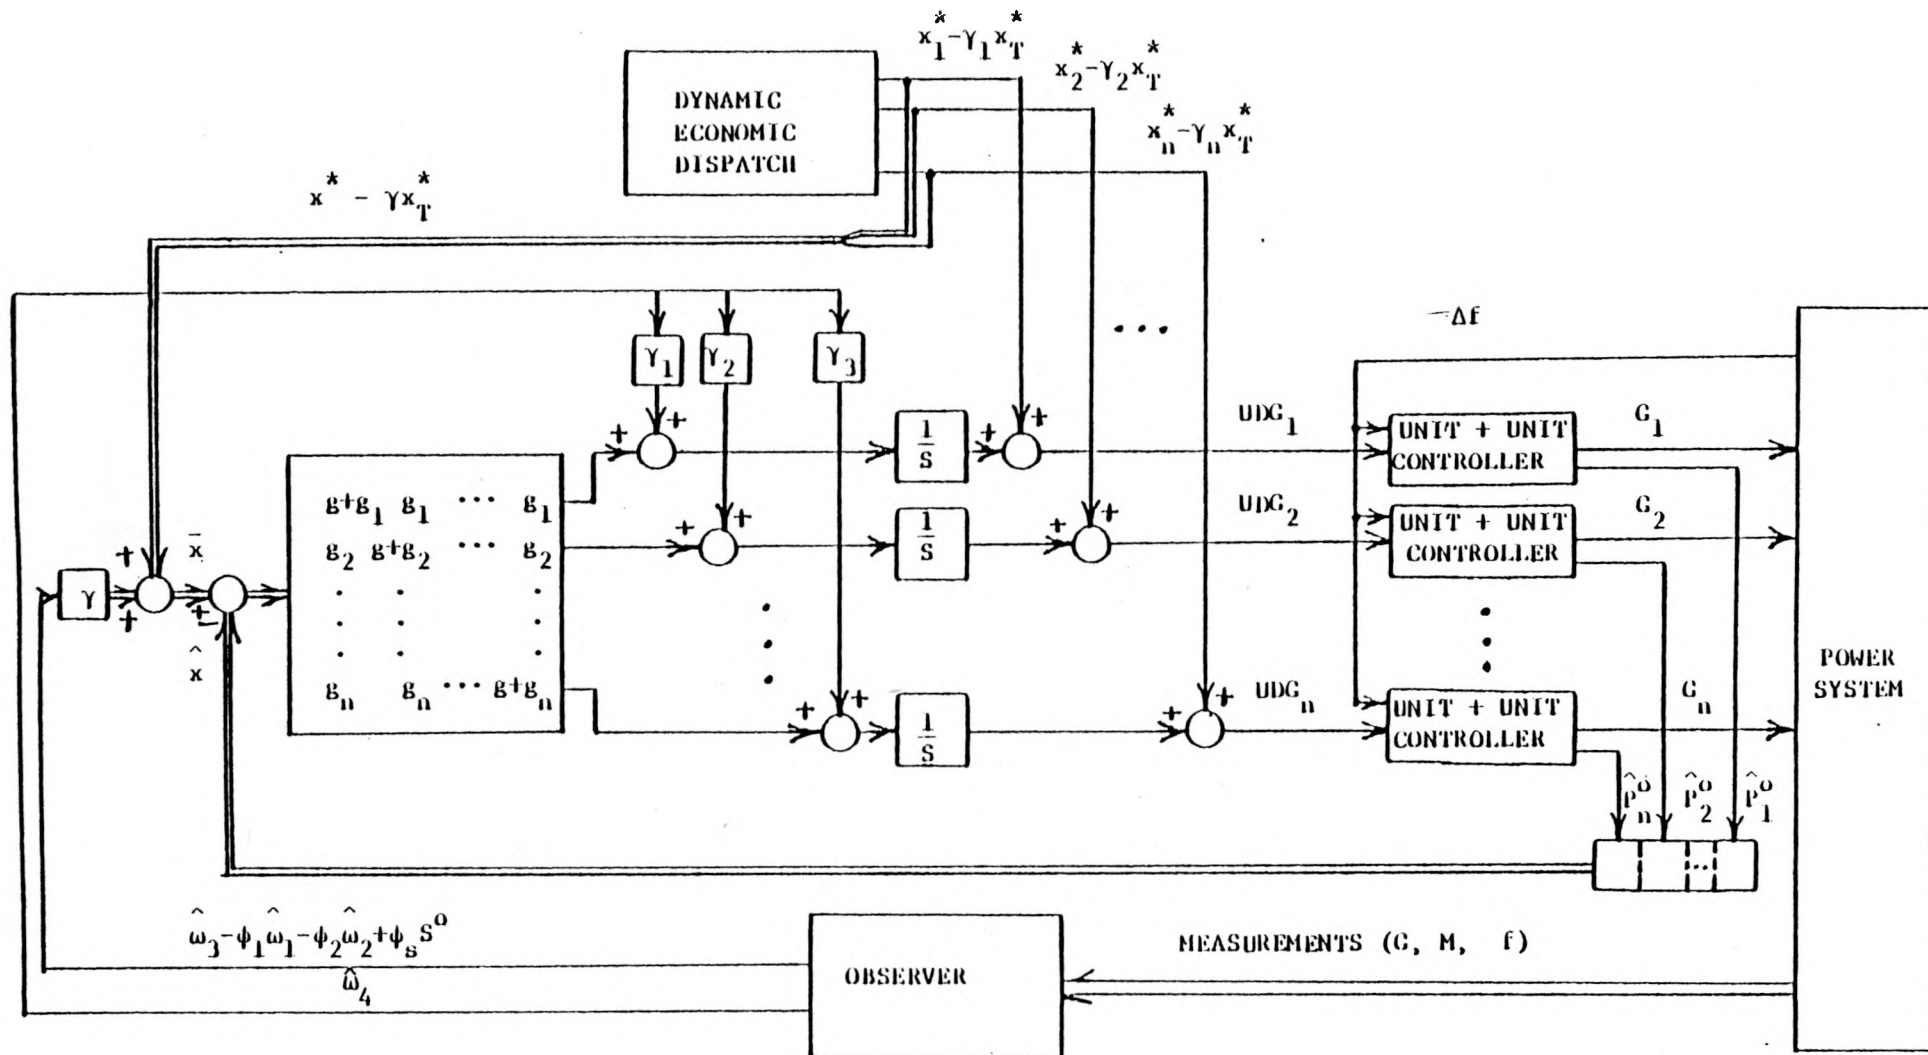 x₁* - γ₁x_T*
x₂* - γ₂x_T*
xₙ* - γₙx_T*
DYNAMIC
ECONOMIC
DISPATCH
x* - γx_T*
-Δf
γ₁ γ₂ γ₃
...
+ + 1/S + + UDG₁ UNIT + UNIT G₁
CONTROLLER
g+g₁ g₁ ... g₁
+ + 1/S + + UDG₂ UNIT + UNIT G₂
CONTROLLER
g₂ g+g₂ ... g₂
. . .
. . .
. . .
gₙ gₙ ... g+gₙ
+ + 1/S + + UDGₙ UNIT + UNIT Gₙ
CONTROLLER
γ + + x̄ + -
x̂
POWER
SYSTEM
P̂ₙ° P̂₂° P̂₁°
..
ω̂₃-ϕ₁ω̂₁-ϕ₂ω̂₂+ϕₛS°
ω̂₄
OBSERVER
MEASUREMENTS (G, M, f)